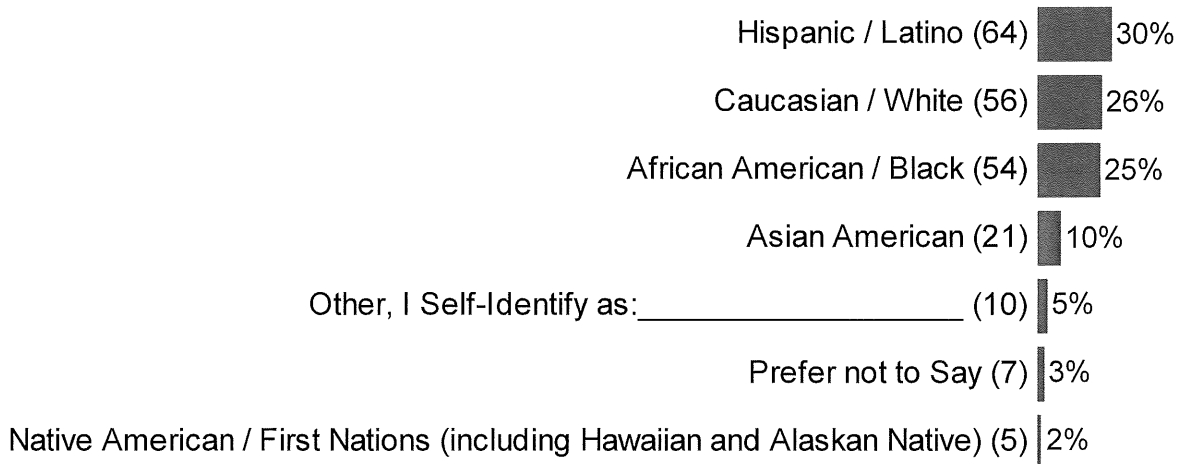 Hispanic / Latino (64) 30%
Caucasian / White (56) 26%
African American / Black (54) 25%
Asian American (21) 10%
Other, I Self-Identify as:____________________ (10) 5%
Prefer not to Say (7) 3%
Native American / First Nations (including Hawaiian and Alaskan Native) (5) 2%